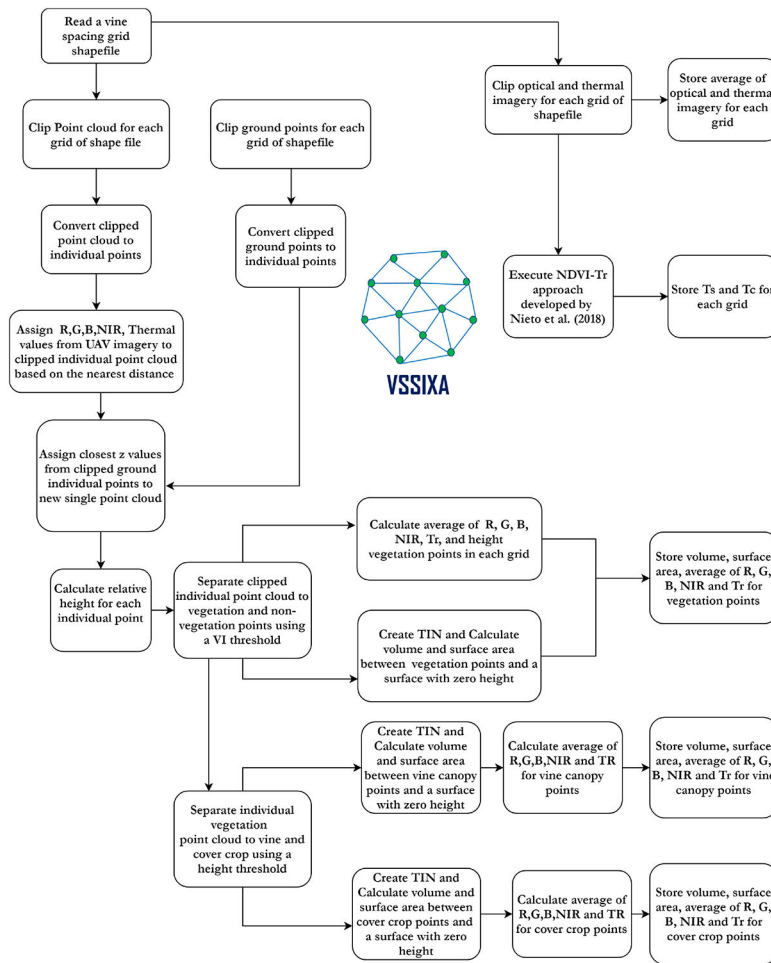 Read a vine
spacing grid
shapefile
Clip optical and thermal
imagery for each grid of
shapefile
Store average of
optical and thermal
imagery for each
grid
Clip Point cloud for each
grid of shape file
Clip ground points for each
grid of shapefile
Convert clipped
point cloud to
individual points
Convert clipped
ground points to
individual points
Execute NDVI-Tr
approach
developed by
Nieto et al. (2018)
Store Ts and Tc for
each grid
VSSIXA
Assign R,G,B,NIR, Thermal
values from UAV imagery to
clipped individual point cloud
based on the nearest distance
Assign closest z values
from clipped ground
individual points to
new single point cloud
Calculate relative
height for each
individual point
Separate clipped
individual point cloud to
vegetation and non-
vegetation points using
a VI threshold
Calculate average of R, G, B,
NIR, Tr, and height
vegetation points in each grid
Create TIN and Calculate
volume and surface area
between vegetation points and a
surface with zero height
Store volume, surface
area, average of R, G,
B, NIR and Tr for
vegetation points
Separate individual
vegetation
point cloud to vine and
cover crop using a
height threshold
Create TIN and
Calculate volume
and surface area
between vine canopy
points and a surface
with zero height
Calculate average of
R,G,B,NIR and TR
for vine canopy
points
Store volume, surface
area, average of R, G,
B, NIR and Tr for vine
canopy points
Create TIN and
Calculate volume and
surface area between
cover crop points and
a surface with zero
height
Calculate average of
R,G,B,NIR and TR
for cover crop points
Store volume, surface
area, average of R, G,
B, NIR and Tr for
cover crop points